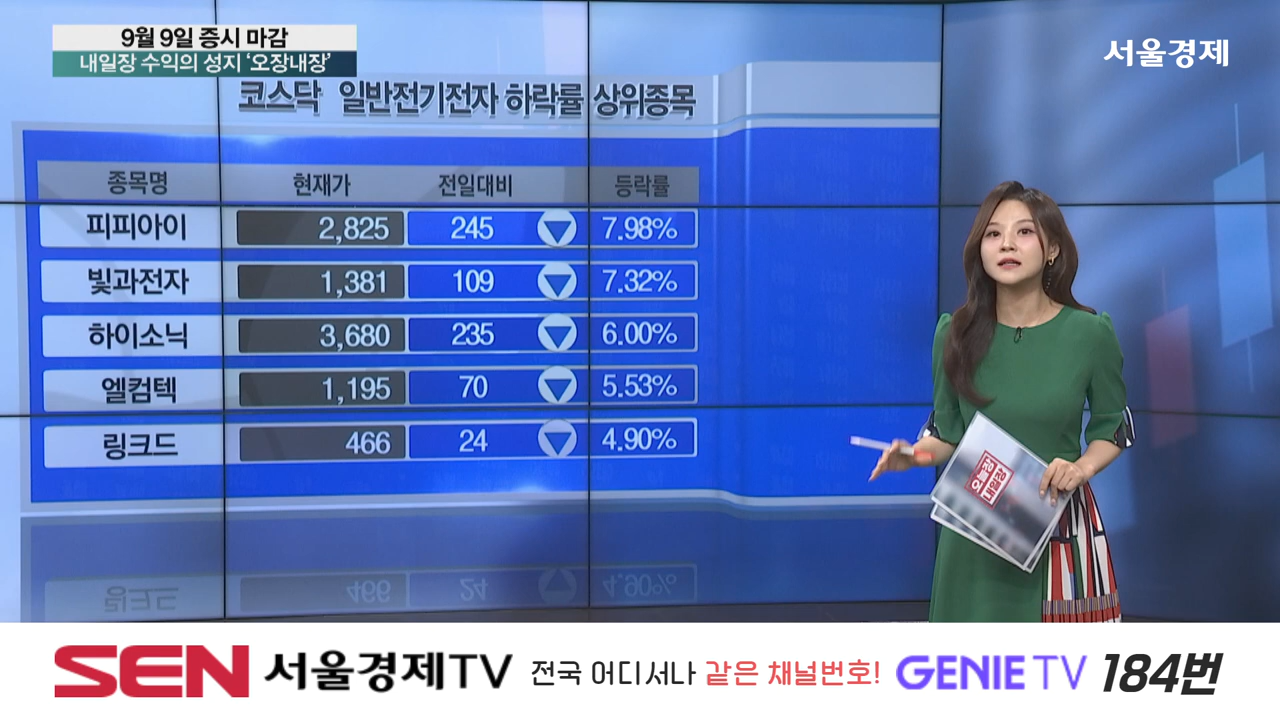 9월 9일 증시 마감
내일장 수익의 성지 ‘오장내장’
서울경제
코스닥 일반전기전자 하락률 상위종목
종목명 현재가 전일대비 등락률
피피아이 2,825 245 ▽ 7.98%
빛과전자 1,381 109 ▽ 7.32%
하이소닉 3,680 235 ▽ 6.00%
엘컴텍 1,195 70 ▽ 5.53%
링크드 466 24 ▽ 4.90%
SEN 서울경제TV 전국 어디서나 같은 채널번호! GENIE TV 184번